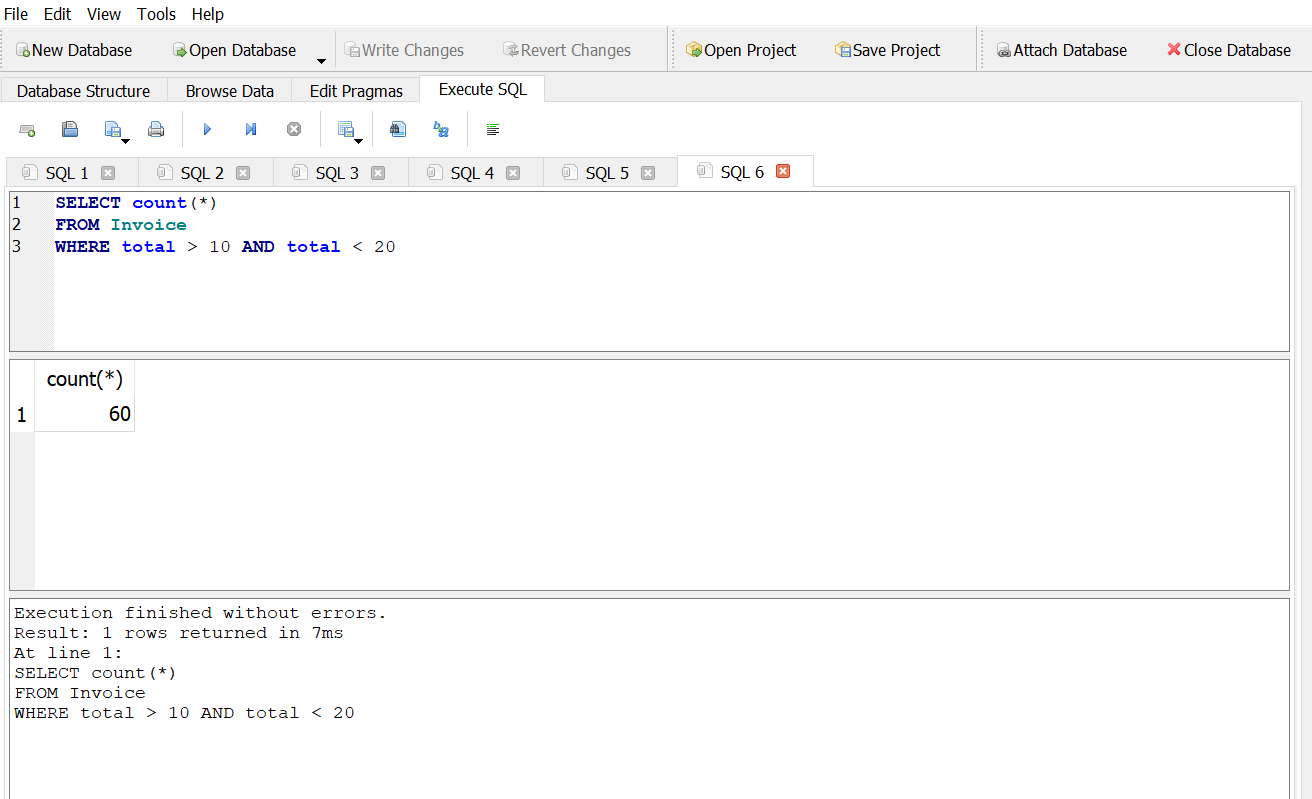 File Edit View Tools Help
New Database Open Database Write Changes Revert Changes Open Project Save Project Attach Database Close Database
Database Structure Browse Data Edit Pragmas Execute SQL
SQL 1 SQL 2 SQL 3 SQL 4 SQL 5 SQL 6
1 SELECT count(*)
2 FROM Invoice
3 WHERE total > 10 AND total < 20
count(*)
1 60
Execution finished without errors.
Result: 1 rows returned in 7ms
At line 1:
SELECT count(*)
FROM Invoice
WHERE total > 10 AND total < 20